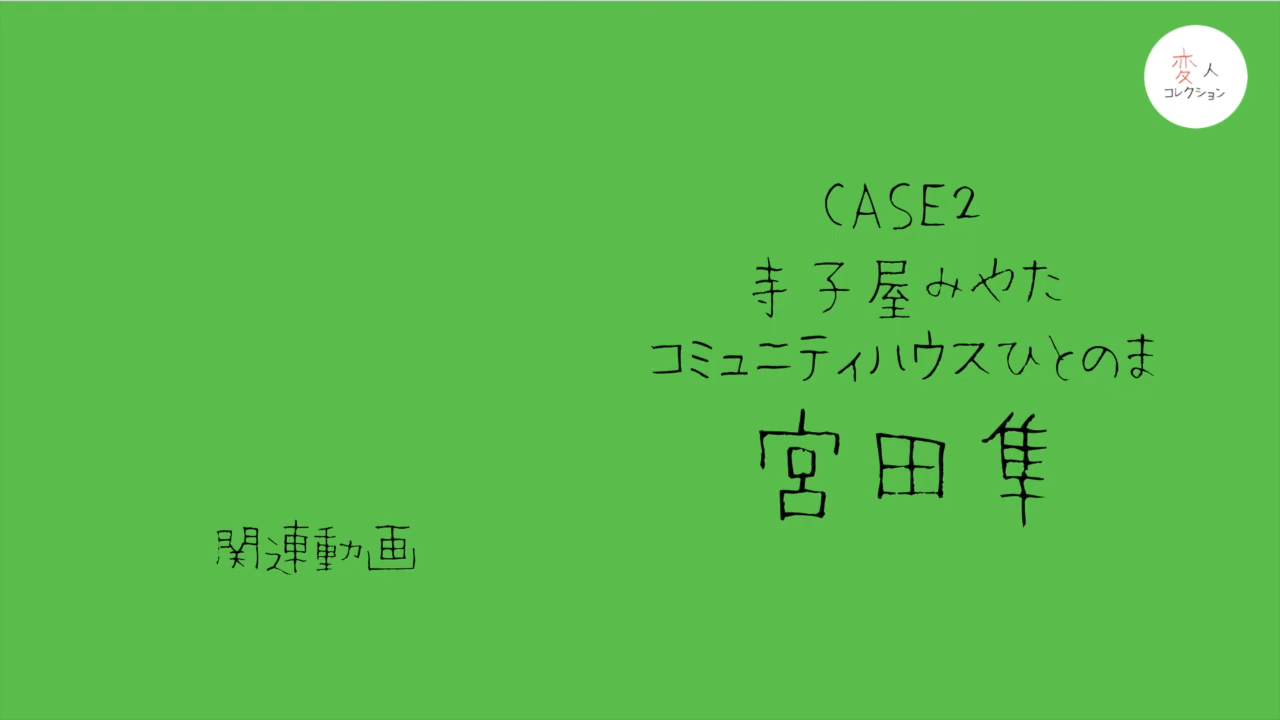 変人
コレクション
CASE2
寺子屋みやた
コミュニティハウスひとのま
宮田隼
関連動画